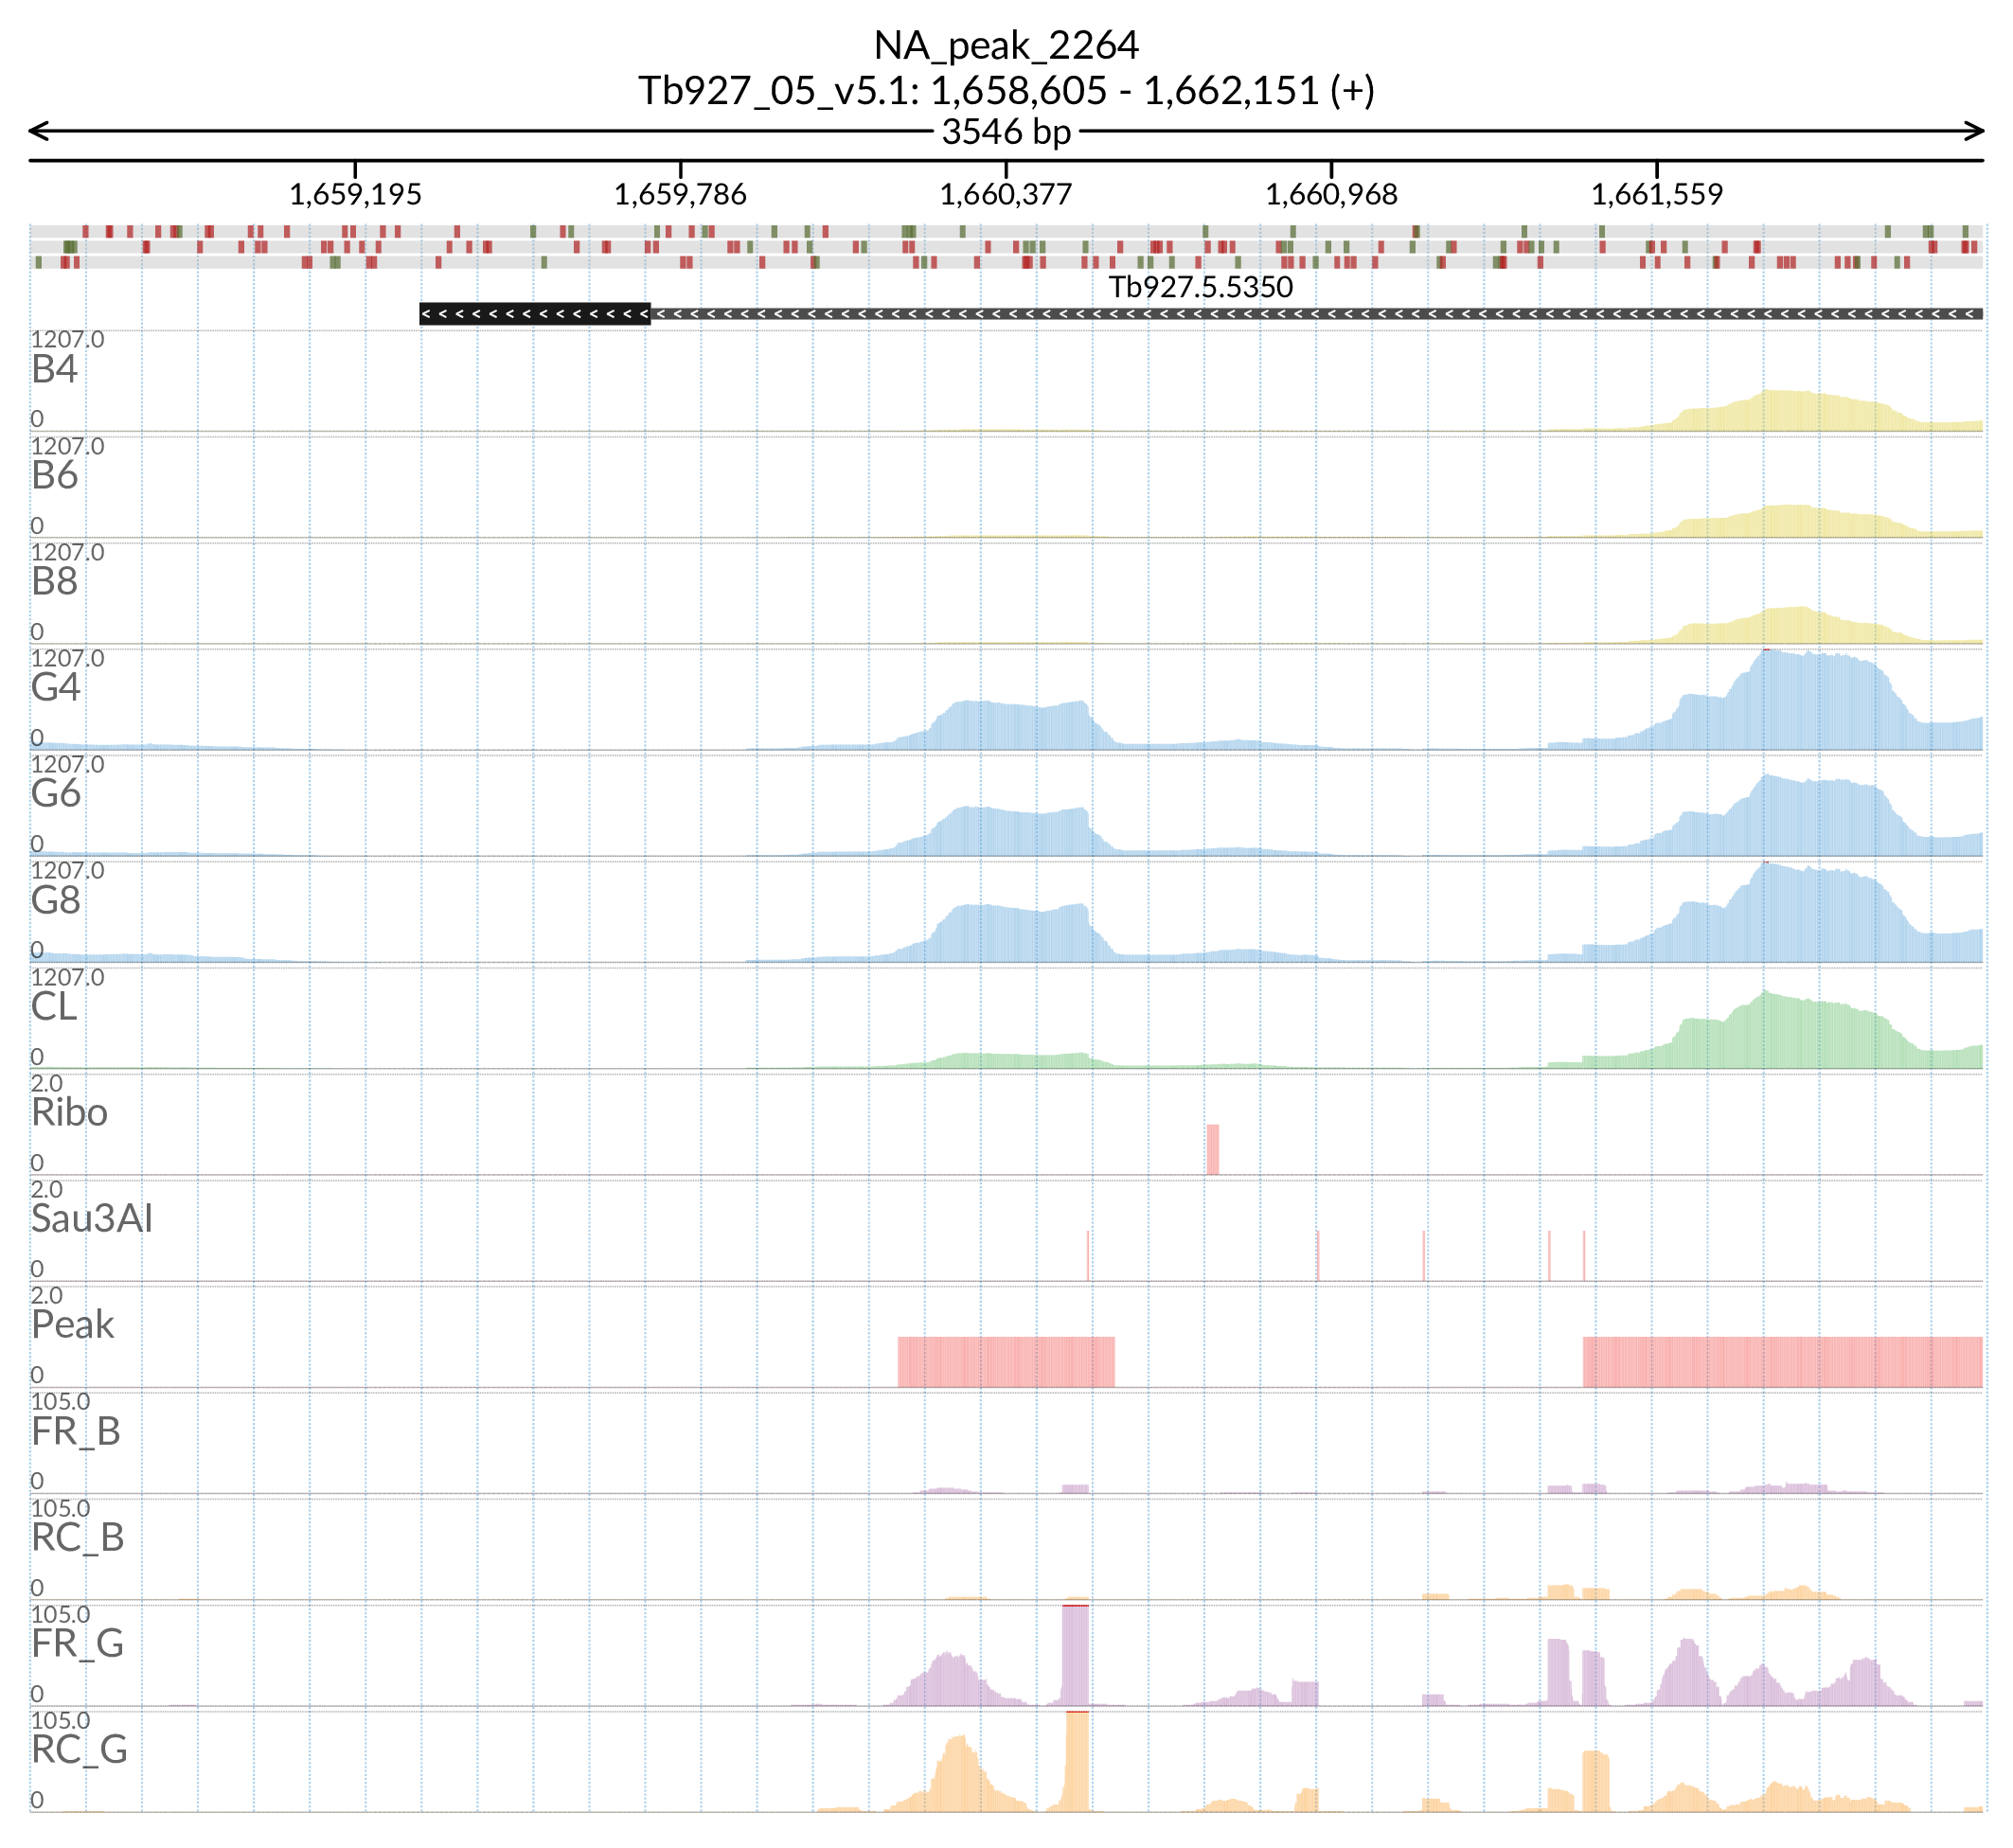 NA_peak_2264
Tb927_05_v5.1: 1,658,605 - 1,662,151 (+)
3546 bp
1,659,195 1,659,786 1,660,377 1,660,968 1,661,559
Tb927.5.5350
1207.0
B4
0
1207.0
B6
0
1207.0
B8
0
1207.0
G4
0
1207.0
G6
0
1207.0
G8
0
1207.0
CL
0
2.0
Ribo
0
2.0
Sau3AI
0
2.0
Peak
0
105.0
FR_B
0
105.0
RC_B
0
105.0
FR_G
0
105.0
RC_G
0